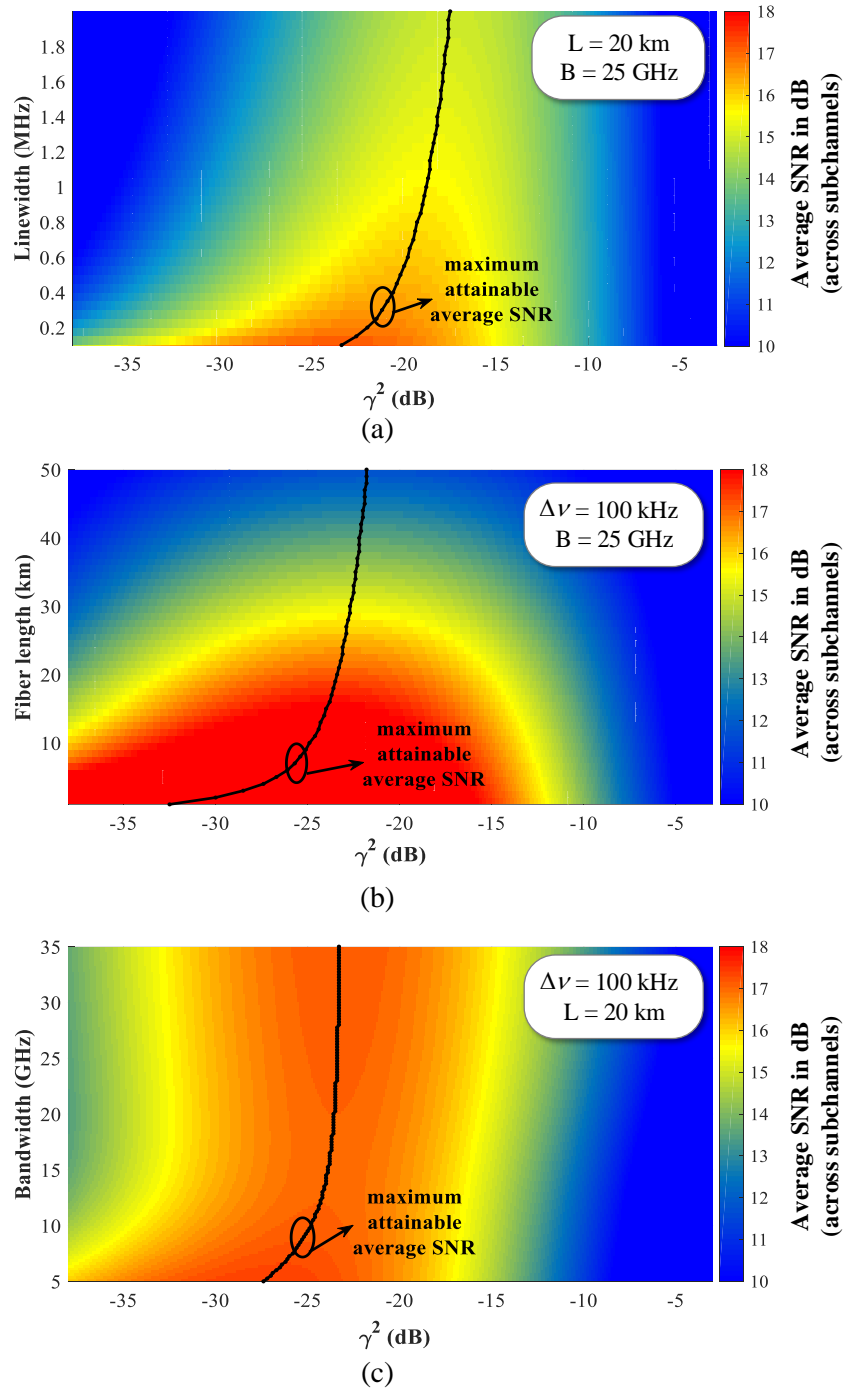 1.8
1.6
1.4
1.2
1
0.8
0.6
0.4
0.2
Linewidth (MHz)
L = 20 km
B = 25 GHz
maximum
attainable
average SNR
-35
-30
-25
-20
-15
-10
-5
γ² (dB)
18
17
16
15
14
13
12
11
10
Average SNR in dB
(across subchannels)
(a)
50
40
30
20
10
Fiber length (km)
Δν = 100 kHz
B = 25 GHz
maximum
attainable
average SNR
-35
-30
-25
-20
-15
-10
-5
γ² (dB)
18
17
16
15
14
13
12
11
10
Average SNR in dB
(across subchannels)
(b)
35
30
25
20
15
10
5
Bandwidth (GHz)
Δν = 100 kHz
L = 20 km
maximum
attainable
average SNR
-35
-30
-25
-20
-15
-10
-5
γ² (dB)
18
17
16
15
14
13
12
11
10
Average SNR in dB
(across subchannels)
(c)